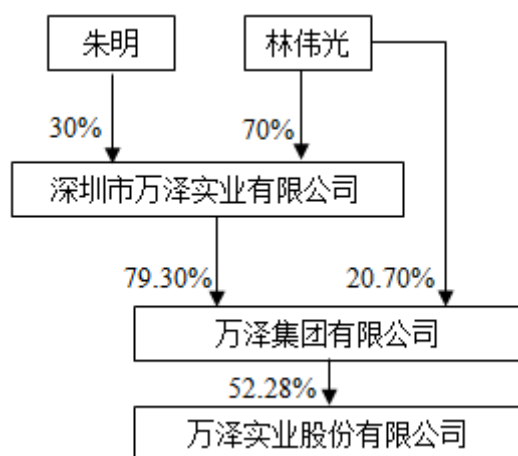 朱明
林伟光
30%
70%
深圳市万泽实业有限公司
79.30%
20.70%
万泽集团有限公司
52.28%
万泽实业股份有限公司